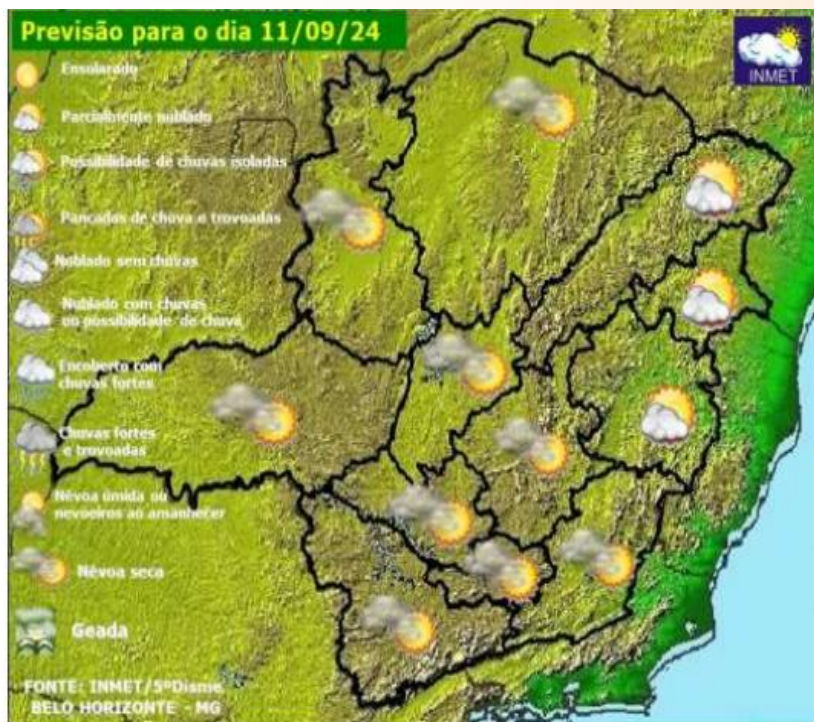 Previsão para o dia 11/09/24
INMET
Ensolarado
Parcialmente nublado
Possibilidade de chuvas isoladas
Pancadas de chuva e trovoadas
Nublado sem chuvas
Nublado com chuvas
ou possibilidade de chuva
Encoberto com
chuvas fortes
Chuvas fortes
e trovoadas
Névoa úmida ou
nevoeiros ao amanhecer
Névoa seca
Geada
FONTE: INMET/5ºDisme
BELO HORIZONTE - MG